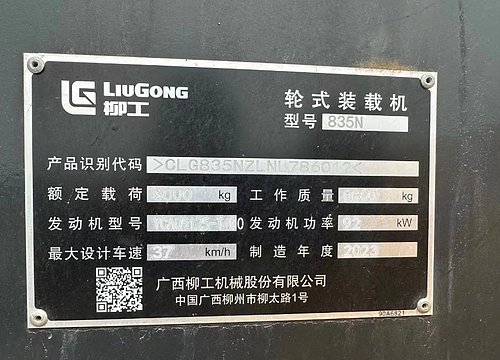 LIUGONG
柳工
轮式装载机
型号 835N
产品识别代码
额定载荷 kg 工作质量 kg
发动机型号 发动机功率 92 kW
最大设计车速 37 km/h 制造年度 2023
广西柳工机械股份有限公司
中国广西柳州市柳太路1号
90A6821